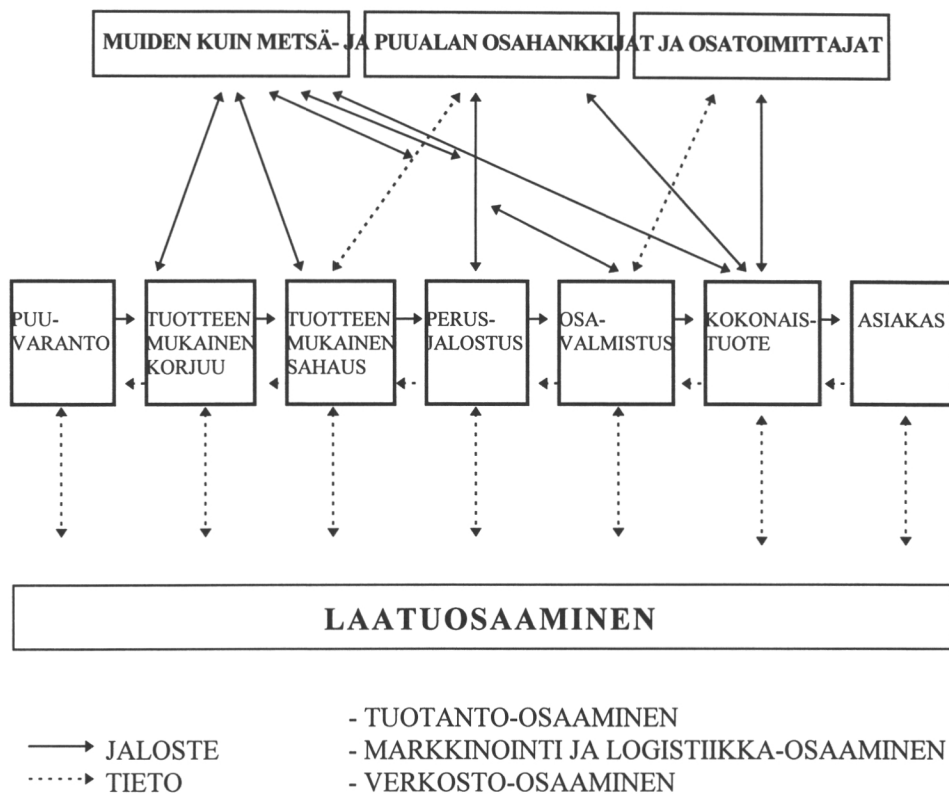 MUIDEN KUIN METSÄ- JA PUUALAN OSAHANKKIJAT JA OSATOIMITTAJAT
PUU-
VARANTO
TUOTTEEN
MUKAINEN
KORJUU
TUOTTEEN
MUKAINEN
SAHAUS
PERUS-
JALOSTUS
OSA-
VALMISTUS
KOKONAIS-
TUOTE
ASIAKAS
LAATUOSAAMINEN
- TUOTANTO-OSAAMINEN
JALOSTE
- MARKKINOINTI JA LOGISTIIKKA-OSAAMINEN
TIETO
- VERKOSTO-OSAAMINEN